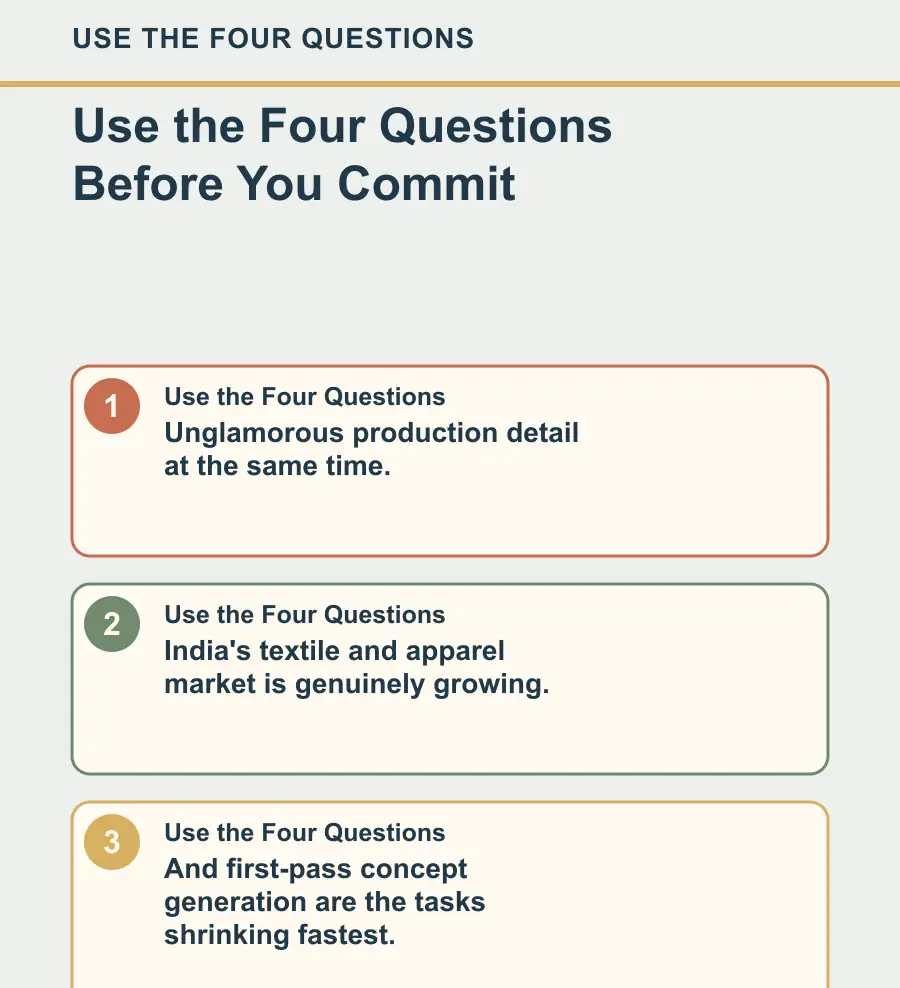 USE THE FOUR QUESTIONS
Use the Four Questions
Before You Commit
1
Use the Four Questions
Unglamorous production detail
at the same time.
2
Use the Four Questions
India's textile and apparel
market is genuinely growing.
3
Use the Four Questions
And first-pass concept
generation are the tasks
shrinking fastest.